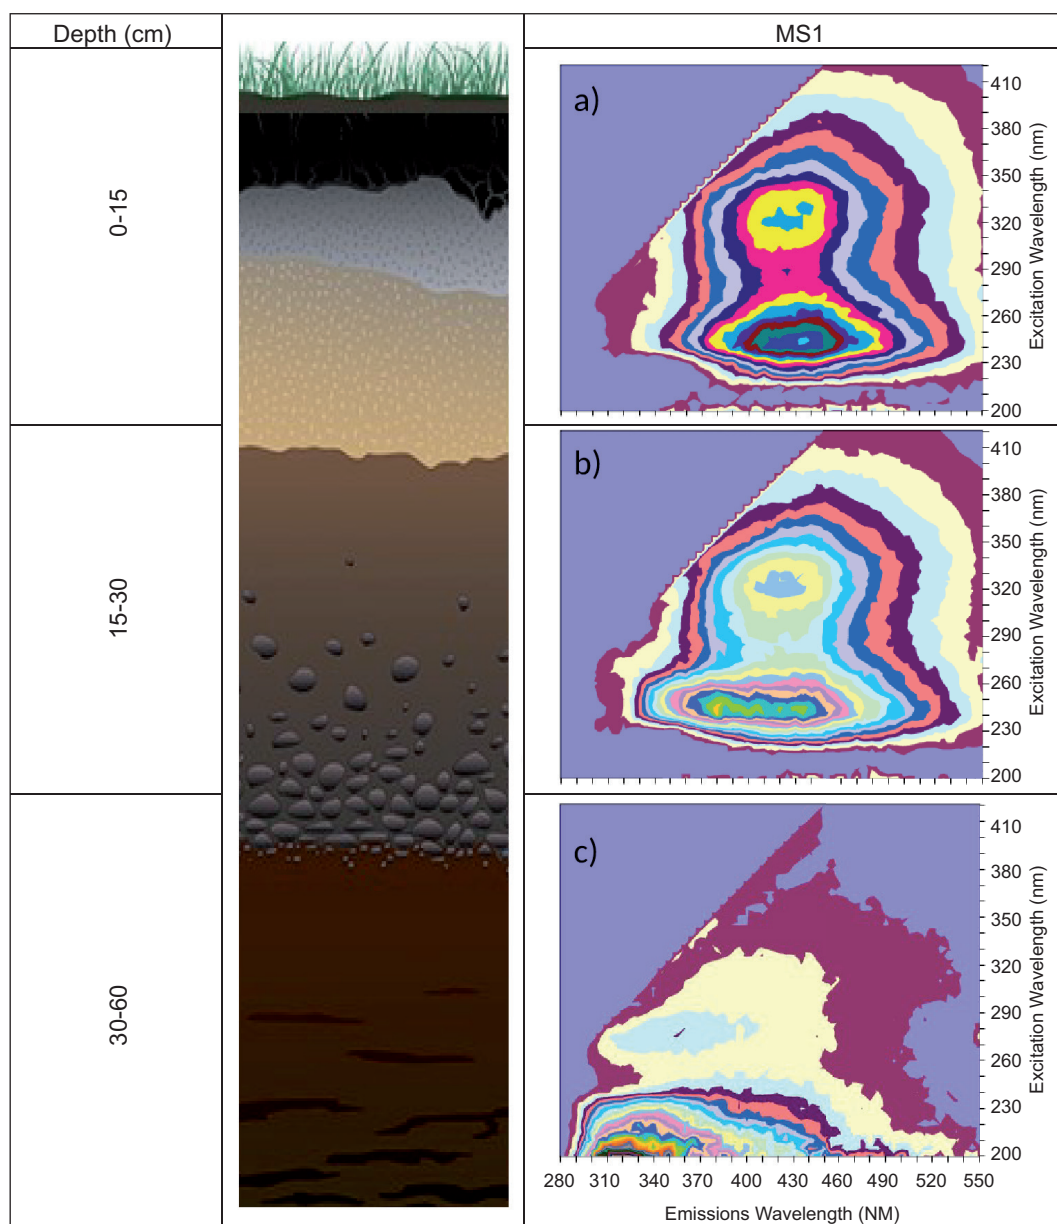 Depth (cm)
MS1
0-15
a)
410
380
350
320
290
260
230
200
Excitation Wavelength (nm)
15-30
b)
410
380
350
320
290
260
230
200
Excitation Wavelength (nm)
30-60
c)
410
380
350
320
290
260
230
200
Excitation Wavelength (nm)
280 310 340 370 400 430 460 490 520 550
Emissions Wavelength (NM)